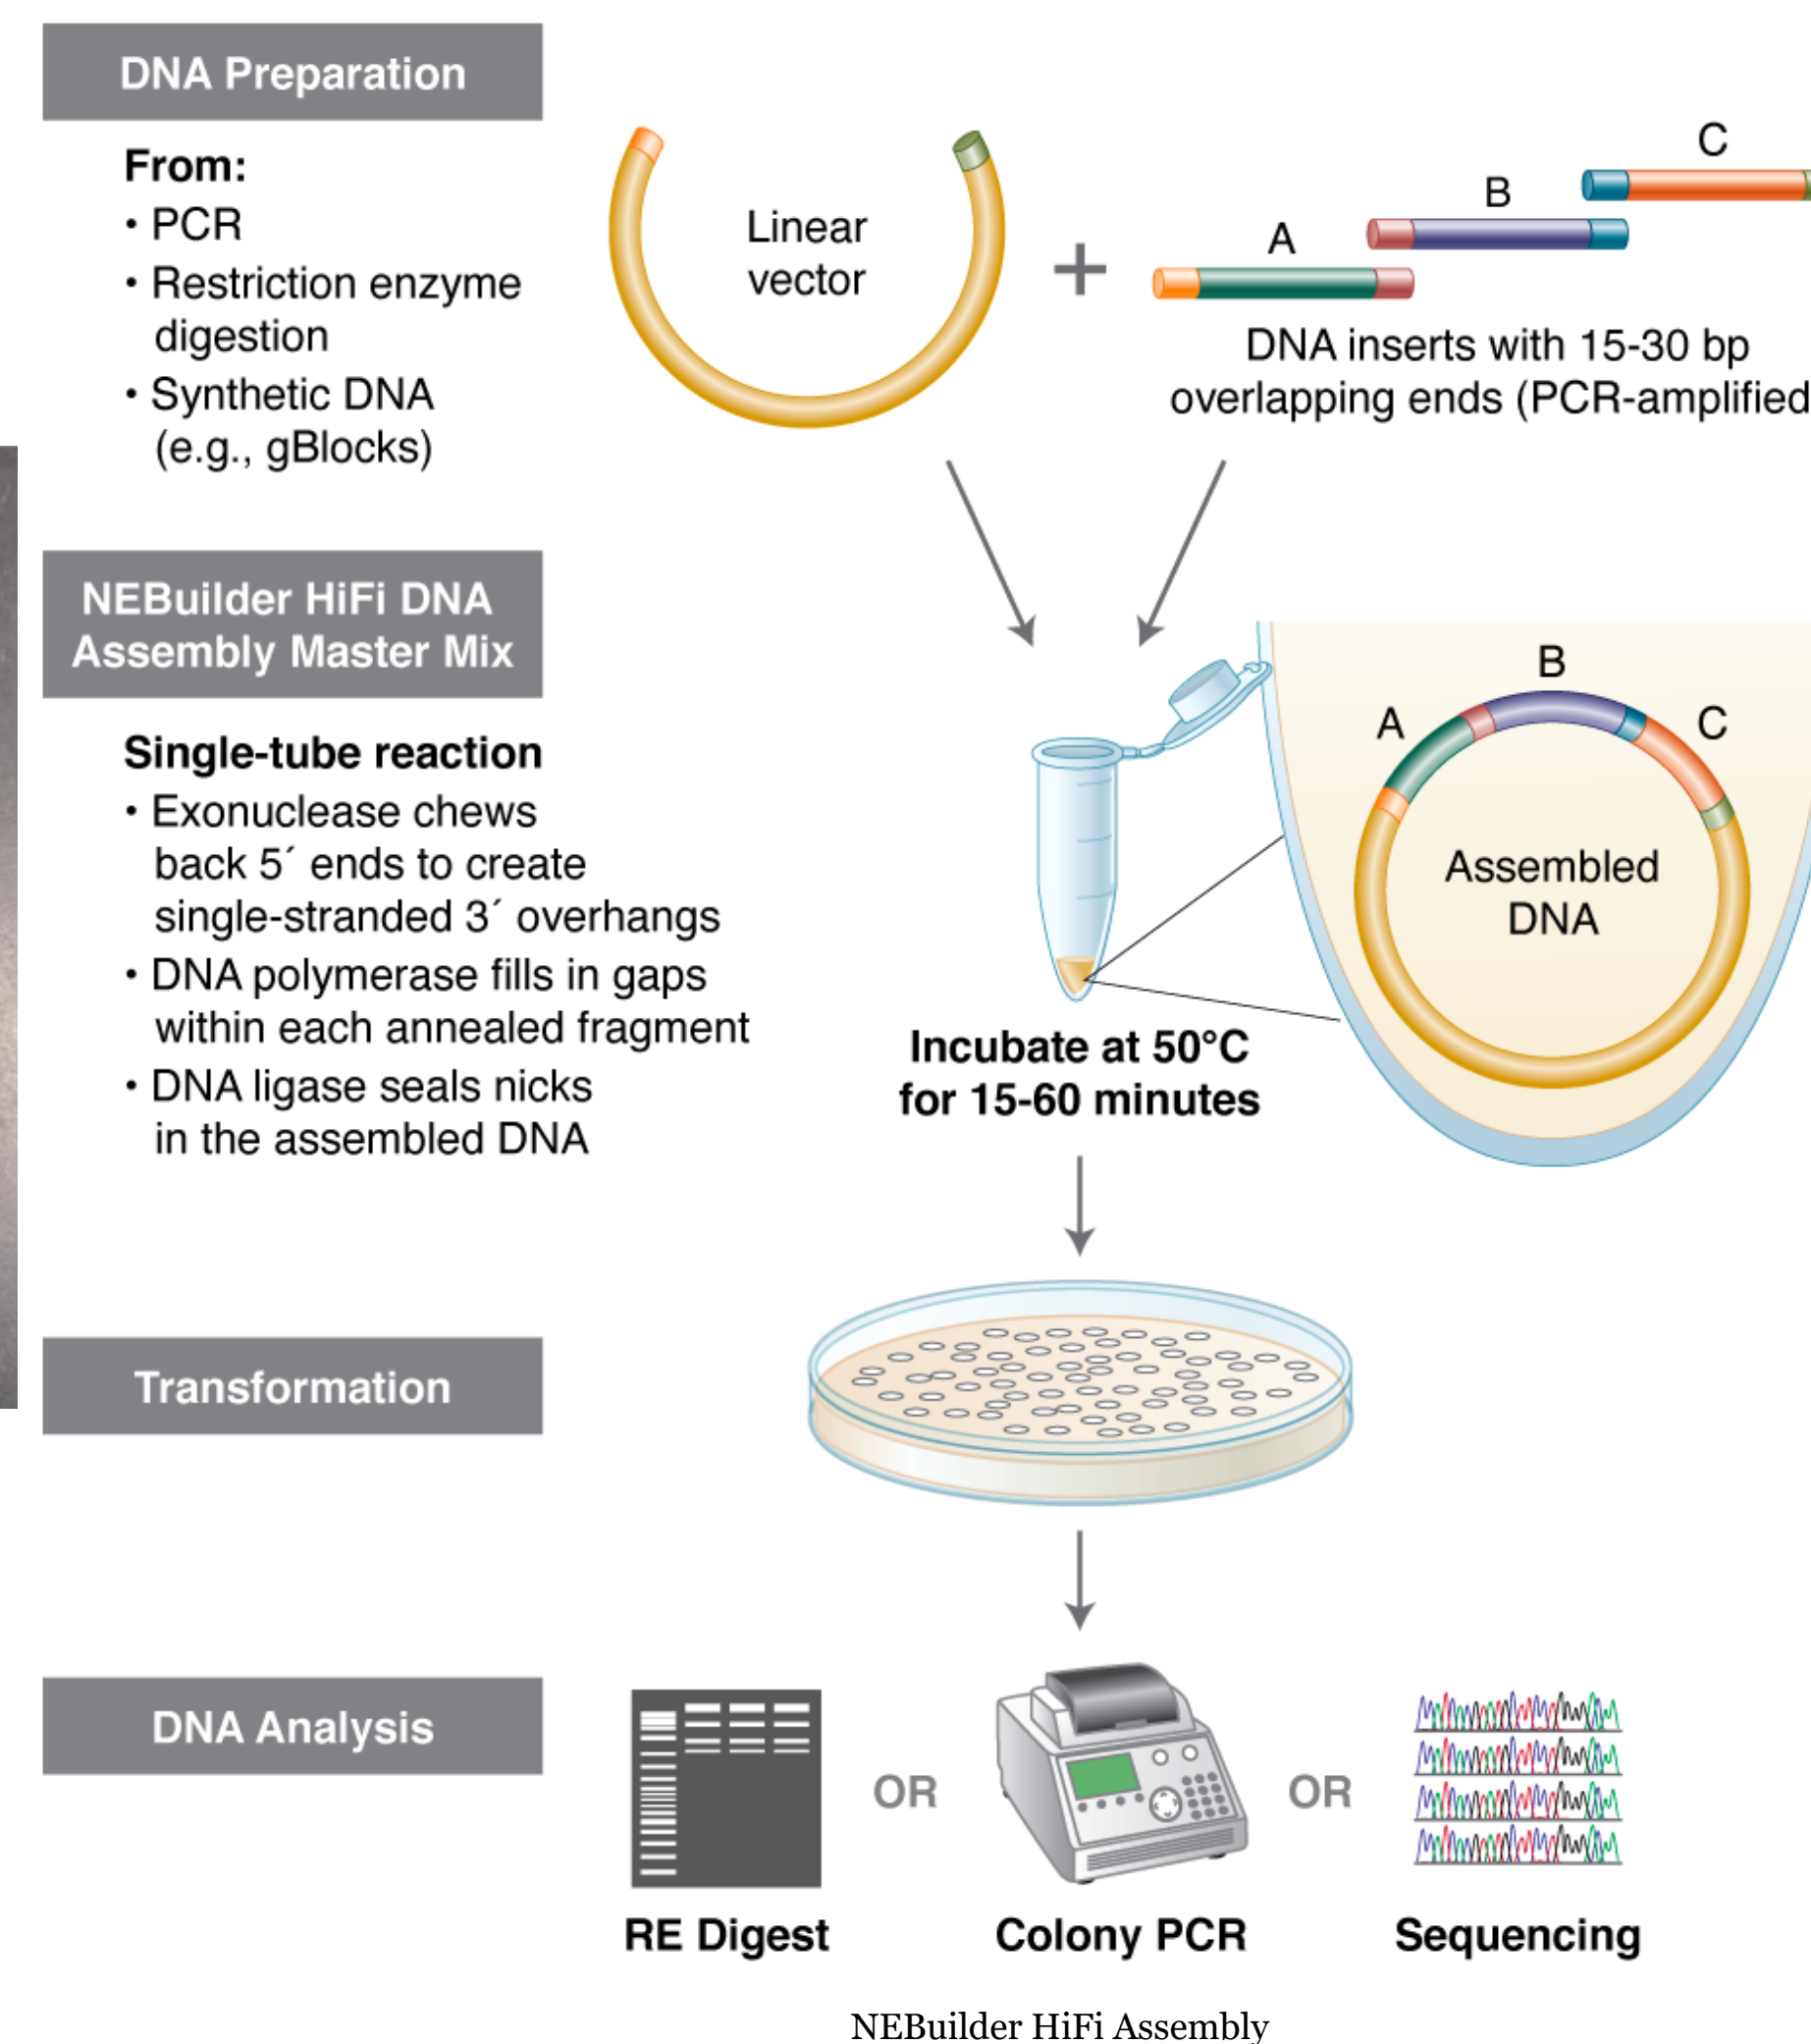 DNA Preparation
From:
• PCR
• Restriction enzyme
digestion
• Synthetic DNA
(e.g., gBlocks)
Linear
vector
+
A
B
C
DNA inserts with 15-30 bp
overlapping ends (PCR-amplified
NEBuilder HiFi DNA
Assembly Master Mix
Single-tube reaction
• Exonuclease chews
back 5´ ends to create
single-stranded 3´ overhangs
• DNA polymerase fills in gaps
within each annealed fragment
• DNA ligase seals nicks
in the assembled DNA
Incubate at 50°C
for 15-60 minutes
A
B
C
Assembled
DNA
Transformation
DNA Analysis
OR
OR
RE Digest
Colony PCR
Sequencing
NEBuilder HiFi Assembly